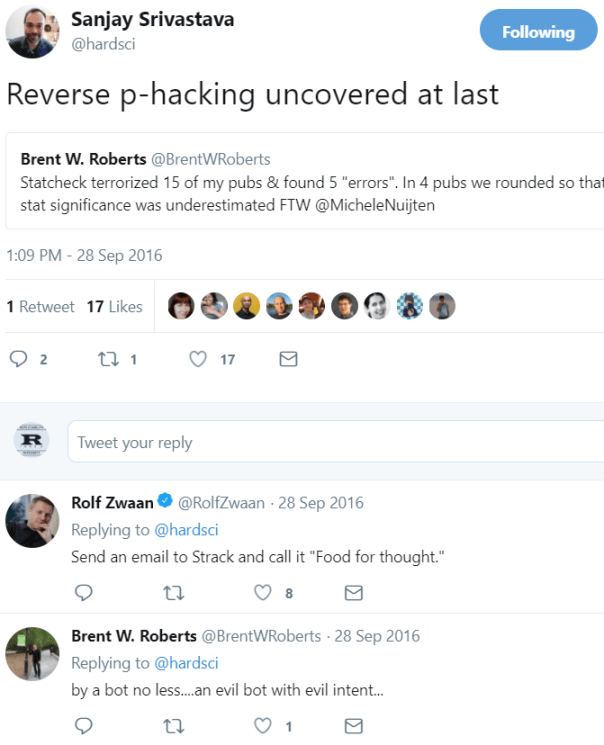 Sanjay Srivastava
@hardsci
Following
Reverse p-hacking uncovered at last
Brent W. Roberts @BrentWRoberts
Statcheck terrorized 15 of my pubs & found 5 "errors". In 4 pubs we rounded so that
stat significance was underestimated FTW @MicheleNuijten
1:09 PM - 28 Sep 2016
1 Retweet 17 Likes
2 1 17
R
Tweet your reply
Rolf Zwaan @RolfZwaan · 28 Sep 2016
Replying to @hardsci
Send an email to Strack and call it "Food for thought."
8
Brent W. Roberts @BrentWRoberts · 28 Sep 2016
Replying to @hardsci
by a bot no less....an evil bot with evil intent...
1